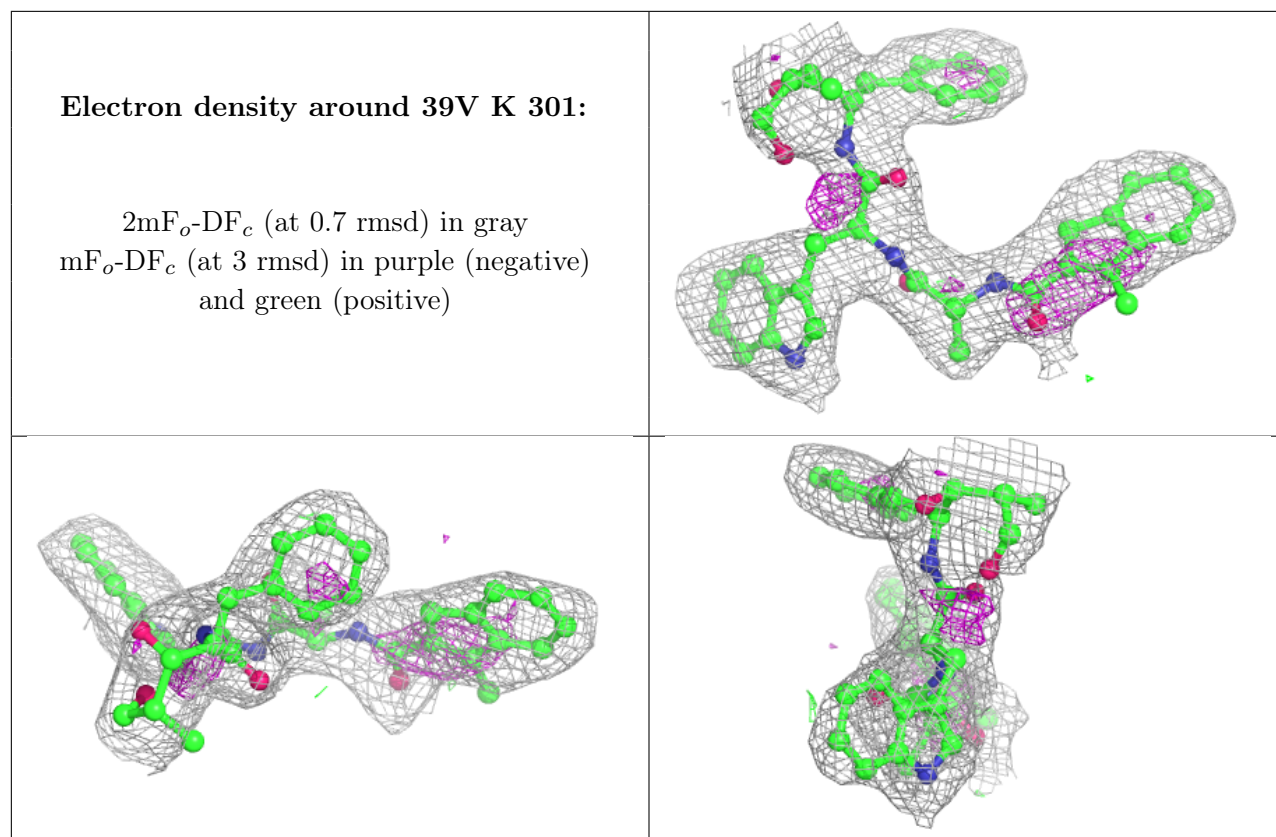 Electron density around 39V K 301:
2mFo-DFc (at 0.7 rmsd) in gray
mFo-DFc (at 3 rmsd) in purple (negative)
and green (positive)